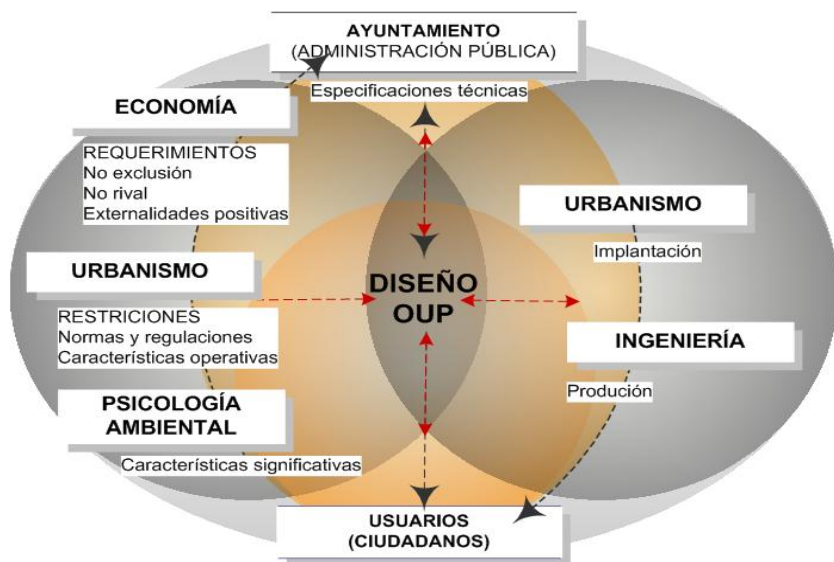 AYUNTAMIENTO
(ADMINISTRACIÓN PÚBLICA)
Especificaciones técnicas
ECONOMÍA
REQUERIMIENTOS
No exclusión
No rival
Externalidades positivas
URBANISMO
RESTRICIONES
Normas y regulaciones
Características operativas
PSICOLOGÍA
AMBIENTAL
Características significativas
DISEÑO
OUP
URBANISMO
Implantación
INGENIERÍA
Produción
USUARIOS
(CIUDADANOS)